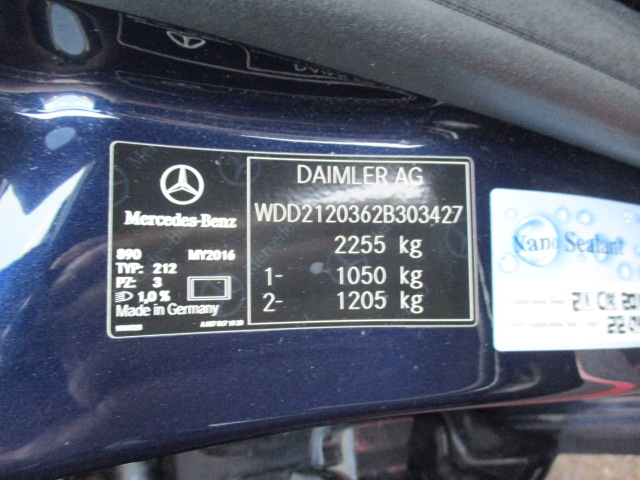 Mercedes-Benz
890 MY2016
TYP: 212
PZ: 3
1,0 %
Made in Germany
DAIMLER AG
WDD2120362B303427
2255 kg
1- 1050 kg
2- 1205 kg
Nano Sealant